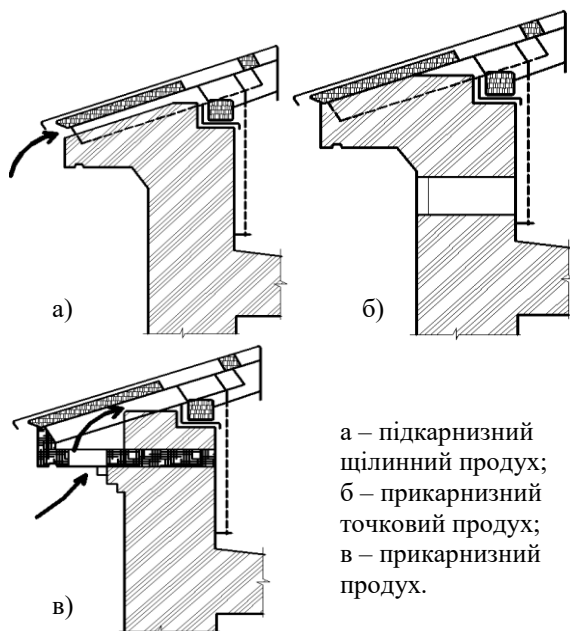 а)
б)
в)
а – підкарнизний
щілинний продух;
б – прикарнизний
точковий продух;
в – прикарнизний
продух.